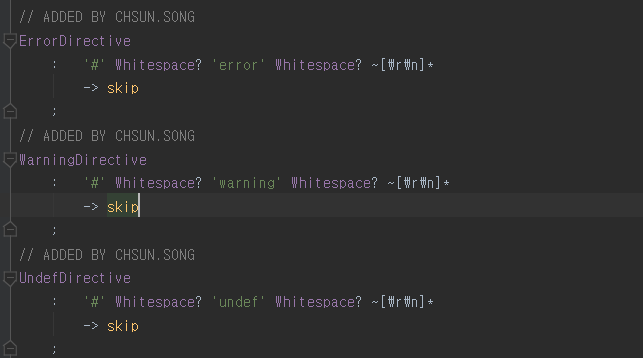 // ADDED BY CHSUN.SONG
ErrorDirective
: '#' Whitespace? 'error' Whitespace? ~[₩r₩n]*
-> skip
;
// ADDED BY CHSUN.SONG
WarningDirective
: '#' Whitespace? 'warning' Whitespace? ~[₩r₩n]*
-> skip
;
// ADDED BY CHSUN.SONG
UndefDirective
: '#' Whitespace? 'undef' Whitespace? ~[₩r₩n]*
-> skip
;